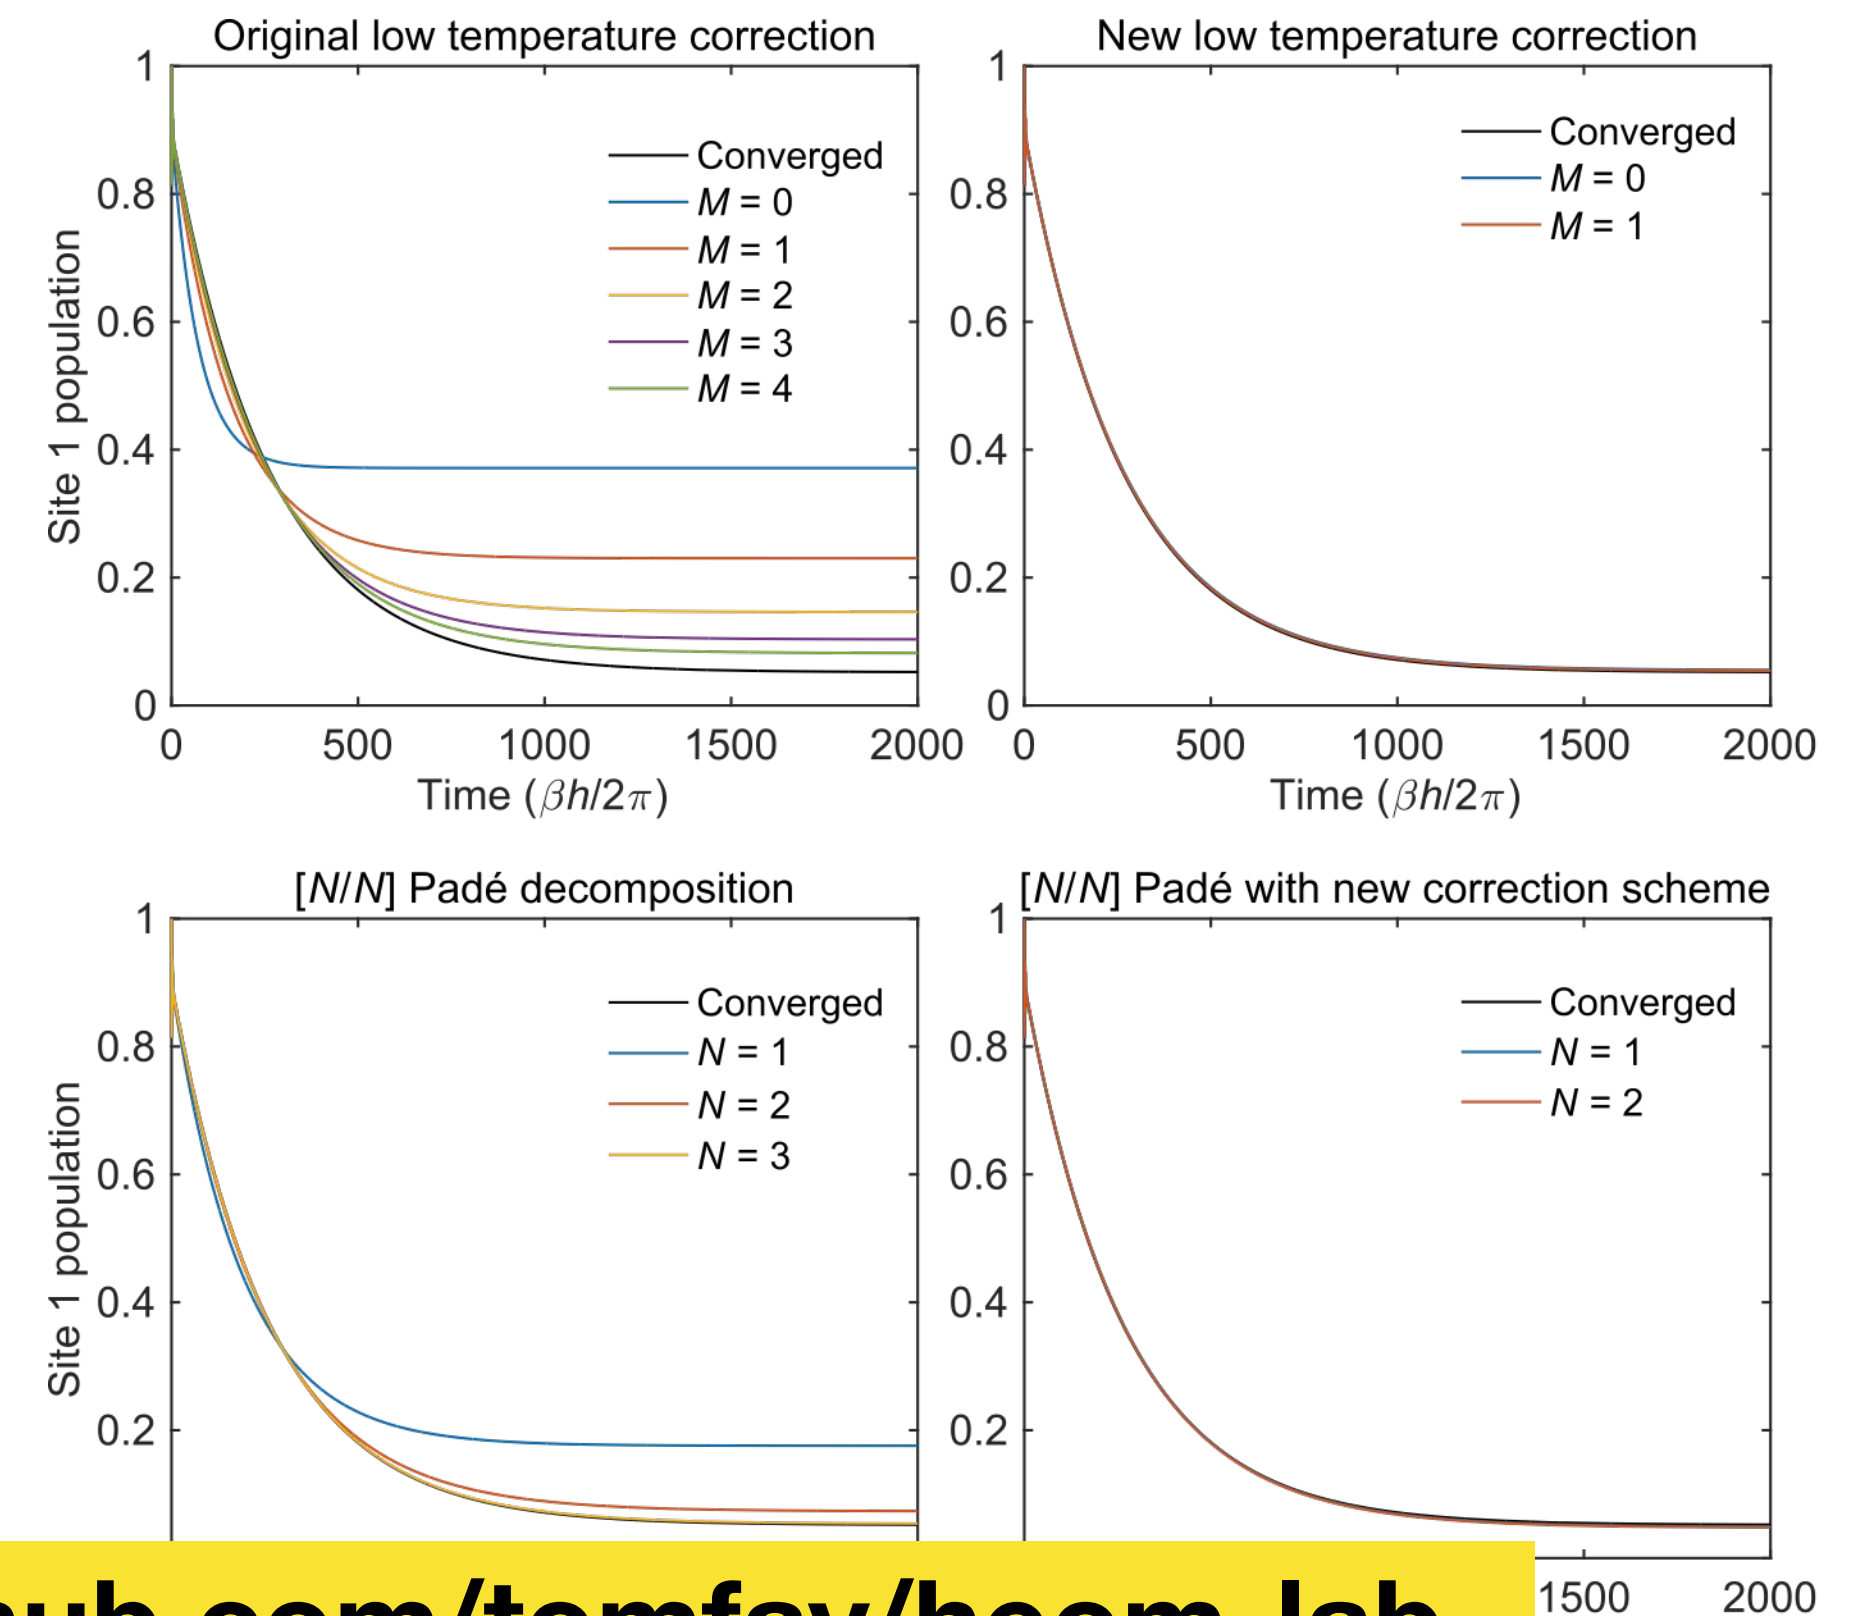 Original low temperature correction
New low temperature correction
1
0.8
0.6
0.4
0.2
0
Site 1 population
Converged
M = 0
M = 1
M = 2
M = 3
M = 4
0 500 1000 1500 2000
Time (βh/2π)
1
0.8
0.6
0.4
0.2
0
Converged
M = 0
M = 1
0 500 1000 1500 2000
Time (βh/2π)
[N/N] Padé decomposition
[N/N] Padé with new correction scheme
1
0.8
0.6
0.4
0.2
Site 1 population
Converged
N = 1
N = 2
N = 3
1
0.8
0.6
0.4
0.2
Converged
N = 1
N = 2
1500 2000